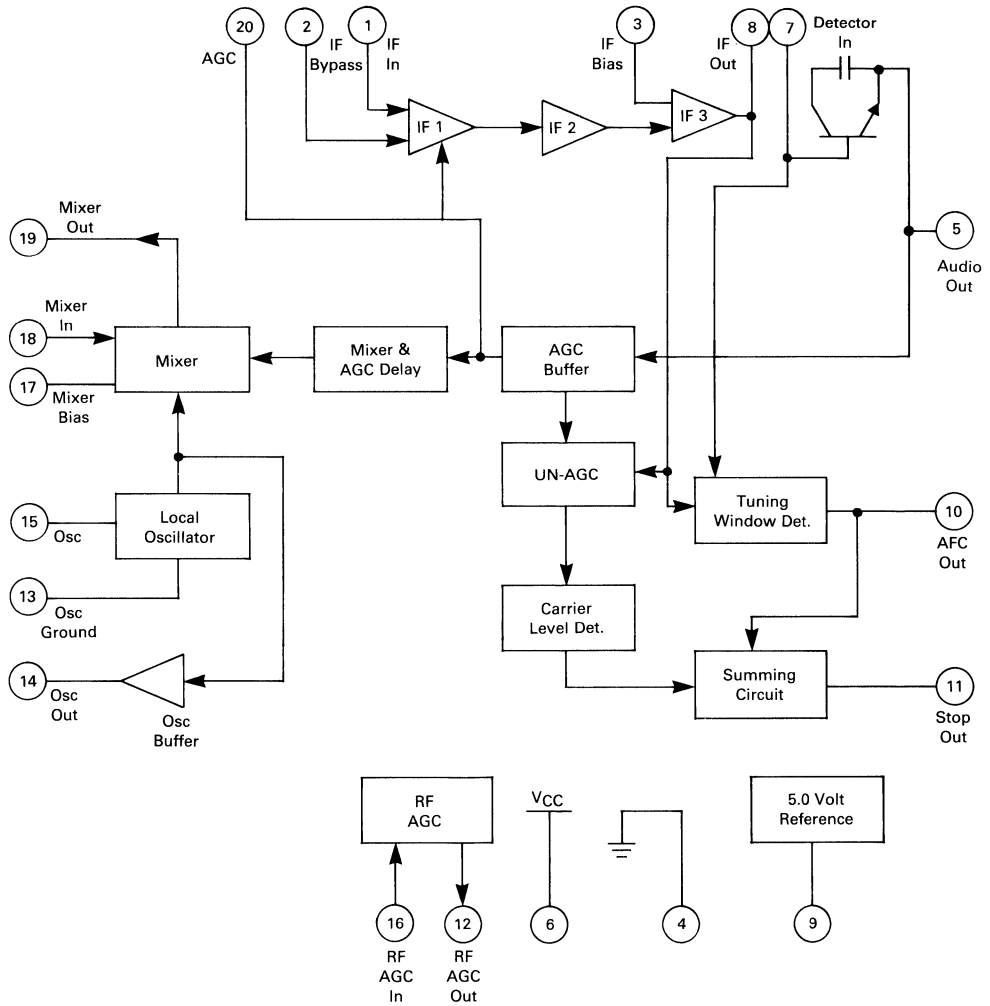 20
2
1
3
8
7
Detector
In
AGC
IF
Bypass
IF
In
IF
Bias
IF
Out
IF 1
IF 2
IF 3
Mixer
Out
19
5
Audio
Out
Mixer
In
18
17
Mixer
Bias
Mixer
Mixer &
AGC Delay
AGC
Buffer
UN-AGC
15
Osc
Local
Oscillator
Tuning
Window Det.
10
AFC
Out
13
Osc
Ground
Carrier
Level Det.
14
Osc
Out
Osc
Buffer
Summing
Circuit
11
Stop
Out
RF
AGC
VCC
5.0 Volt
Reference
16
12
6
4
9
RF
AGC
In
RF
AGC
Out